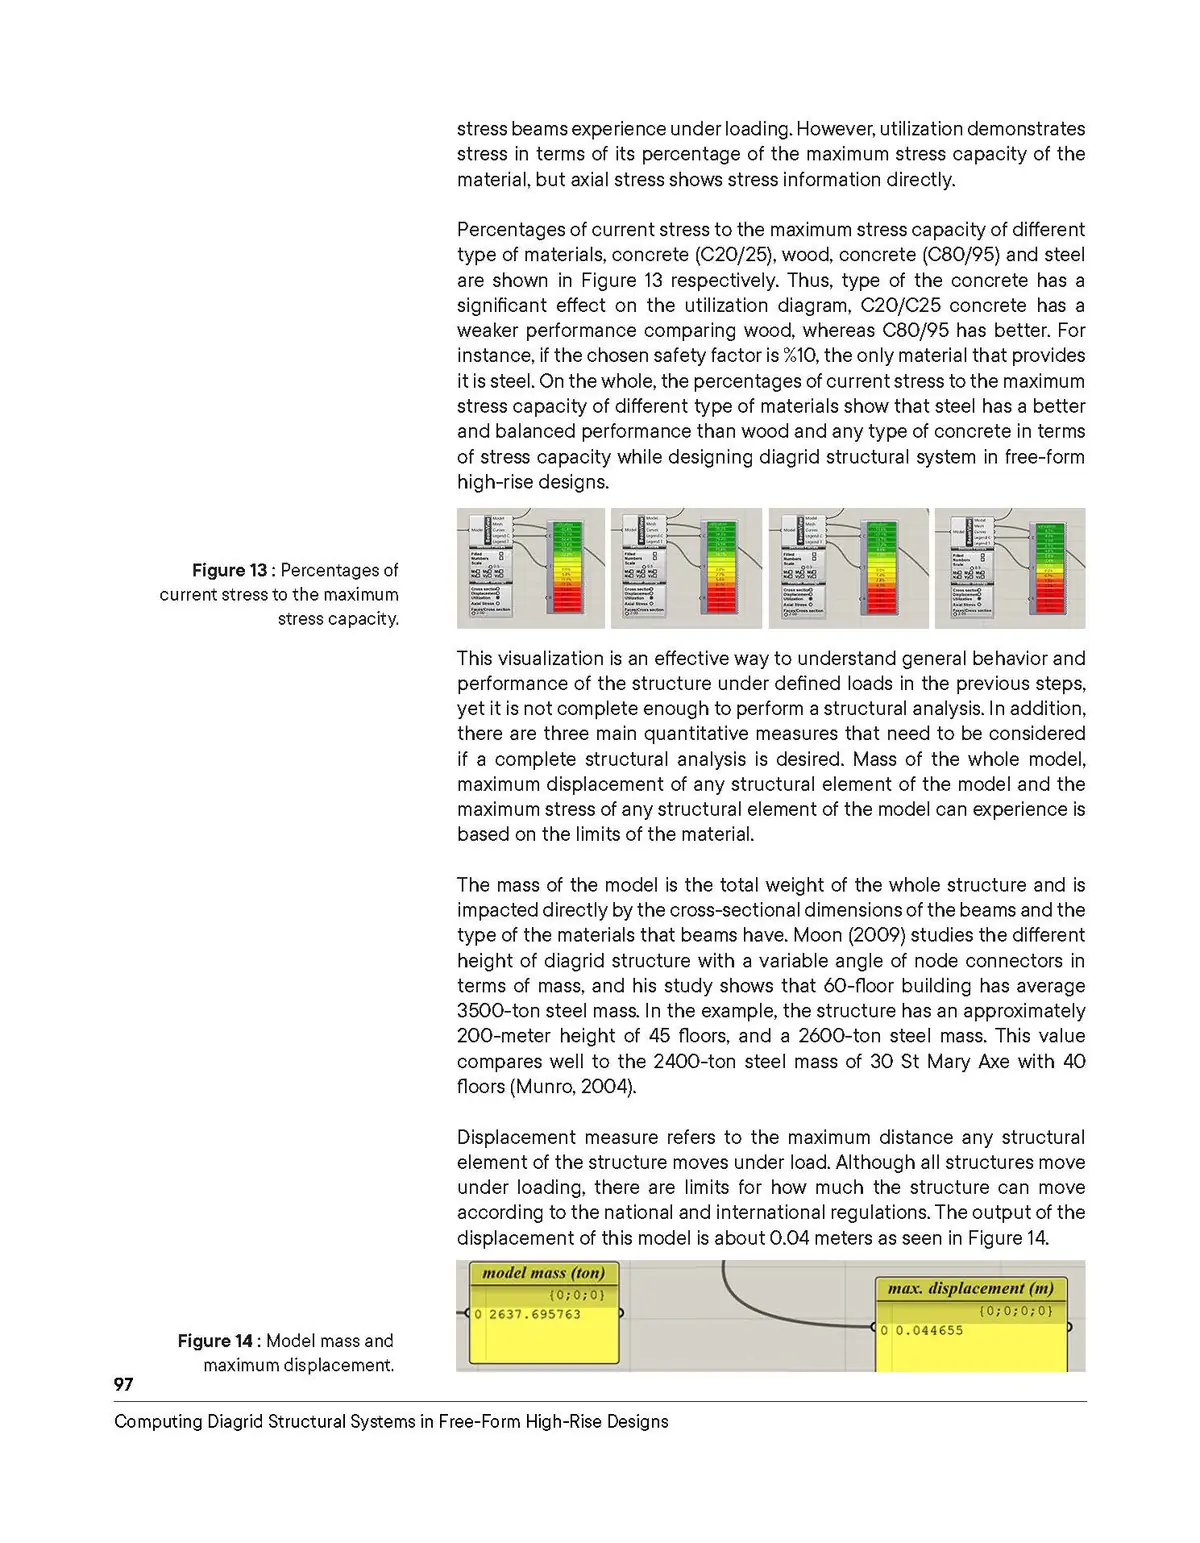 stress beams experience under loading. However, utilization demonstrates
stress in terms of its percentage of the maximum stress capacity of the
material, but axial stress shows stress information directly.
Percentages of current stress to the maximum stress capacity of different
type of materials, concrete (C20/25), wood, concrete (C80/95) and steel
are shown in Figure 13 respectively. Thus, type of the concrete has a
significant effect on the utilization diagram, C20/C25 concrete has a
weaker performance comparing wood, whereas C80/95 has better. For
instance, if the chosen safety factor is %10, the only material that provides
it is steel. On the whole, the percentages of current stress to the maximum
stress capacity of different type of materials show that steel has a better
and balanced performance than wood and any type of concrete in terms
of stress capacity while designing diagrid structural system in free-form
high-rise designs.
Figure 13 : Percentages of
current stress to the maximum
stress capacity.
This visualization is an effective way to understand general behavior and
performance of the structure under defined loads in the previous steps,
yet it is not complete enough to perform a structural analysis. In addition,
there are three main quantitative measures that need to be considered
if a complete structural analysis is desired. Mass of the whole model,
maximum displacement of any structural element of the model and the
maximum stress of any structural element of the model can experience is
based on the limits of the material.
The mass of the model is the total weight of the whole structure and is
impacted directly by the cross-sectional dimensions of the beams and the
type of the materials that beams have. Moon (2009) studies the different
height of diagrid structure with a variable angle of node connectors in
terms of mass, and his study shows that 60-floor building has average
3500-ton steel mass. In the example, the structure has an approximately
200-meter height of 45 floors, and a 2600-ton steel mass. This value
compares well to the 2400-ton steel mass of 30 St Mary Axe with 40
floors (Munro, 2004).
Displacement measure refers to the maximum distance any structural
element of the structure moves under load. Although all structures move
under loading, there are limits for how much the structure can move
according to the national and international regulations. The output of the
displacement of this model is about 0.04 meters as seen in Figure 14.
model mass (ton)
{0;0;0}
0 2637.695763
max. displacement (m)
{0;0;0;0}
0 0.044655
Figure 14 : Model mass and
maximum displacement.
97
Computing Diagrid Structural Systems in Free-Form High-Rise Designs